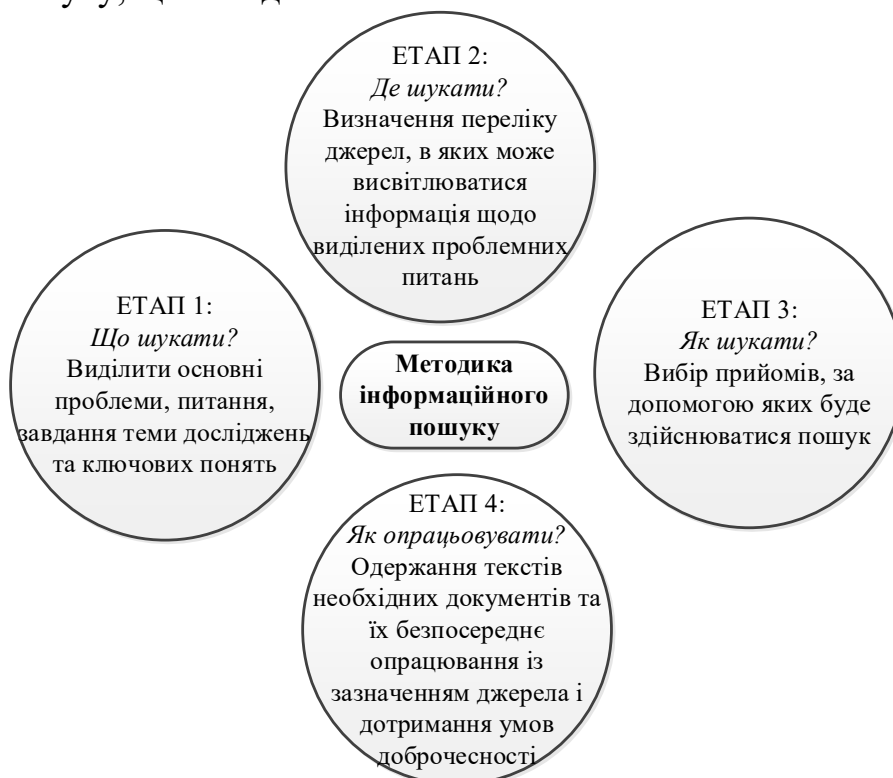 ЕТАП 2:
Де шукати?
Визначення переліку
джерел, в яких може
висвітлюватися
інформація щодо
виділених проблемних
питань
ЕТАП 1:
Що шукати?
Виділити основні
проблеми, питання,
завдання теми досліджень
та ключових понять
Методика
інформаційного
пошуку
ЕТАП 3:
Як шукати?
Вибір прийомів, за
допомогою яких буде
здійснюватися пошук
ЕТАП 4:
Як опрацьовувати?
Одержання текстів
необхідних документів та
їх безпосереднє
опрацювання із
зазначенням джерела і
дотримання умов
доброчесності